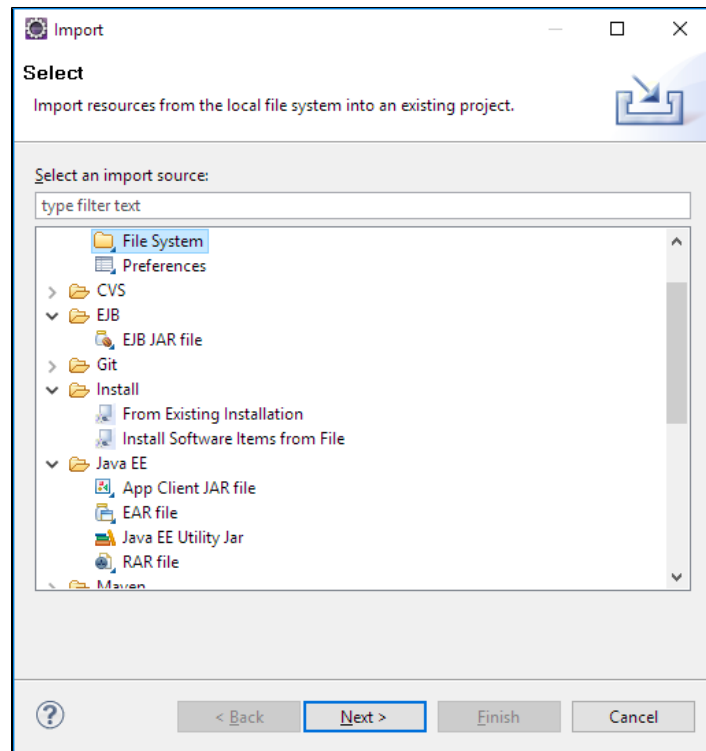 Import
Select
Import resources from the local file system into an existing project.
Select an import source:
type filter text
File System
Preferences
CVS
EJB
EJB JAR file
Git
Install
From Existing Installation
Install Software Items from File
Java EE
App Client JAR file
EAR file
Java EE Utility Jar
RAR file
Maven
?
< Back Next > Finish Cancel